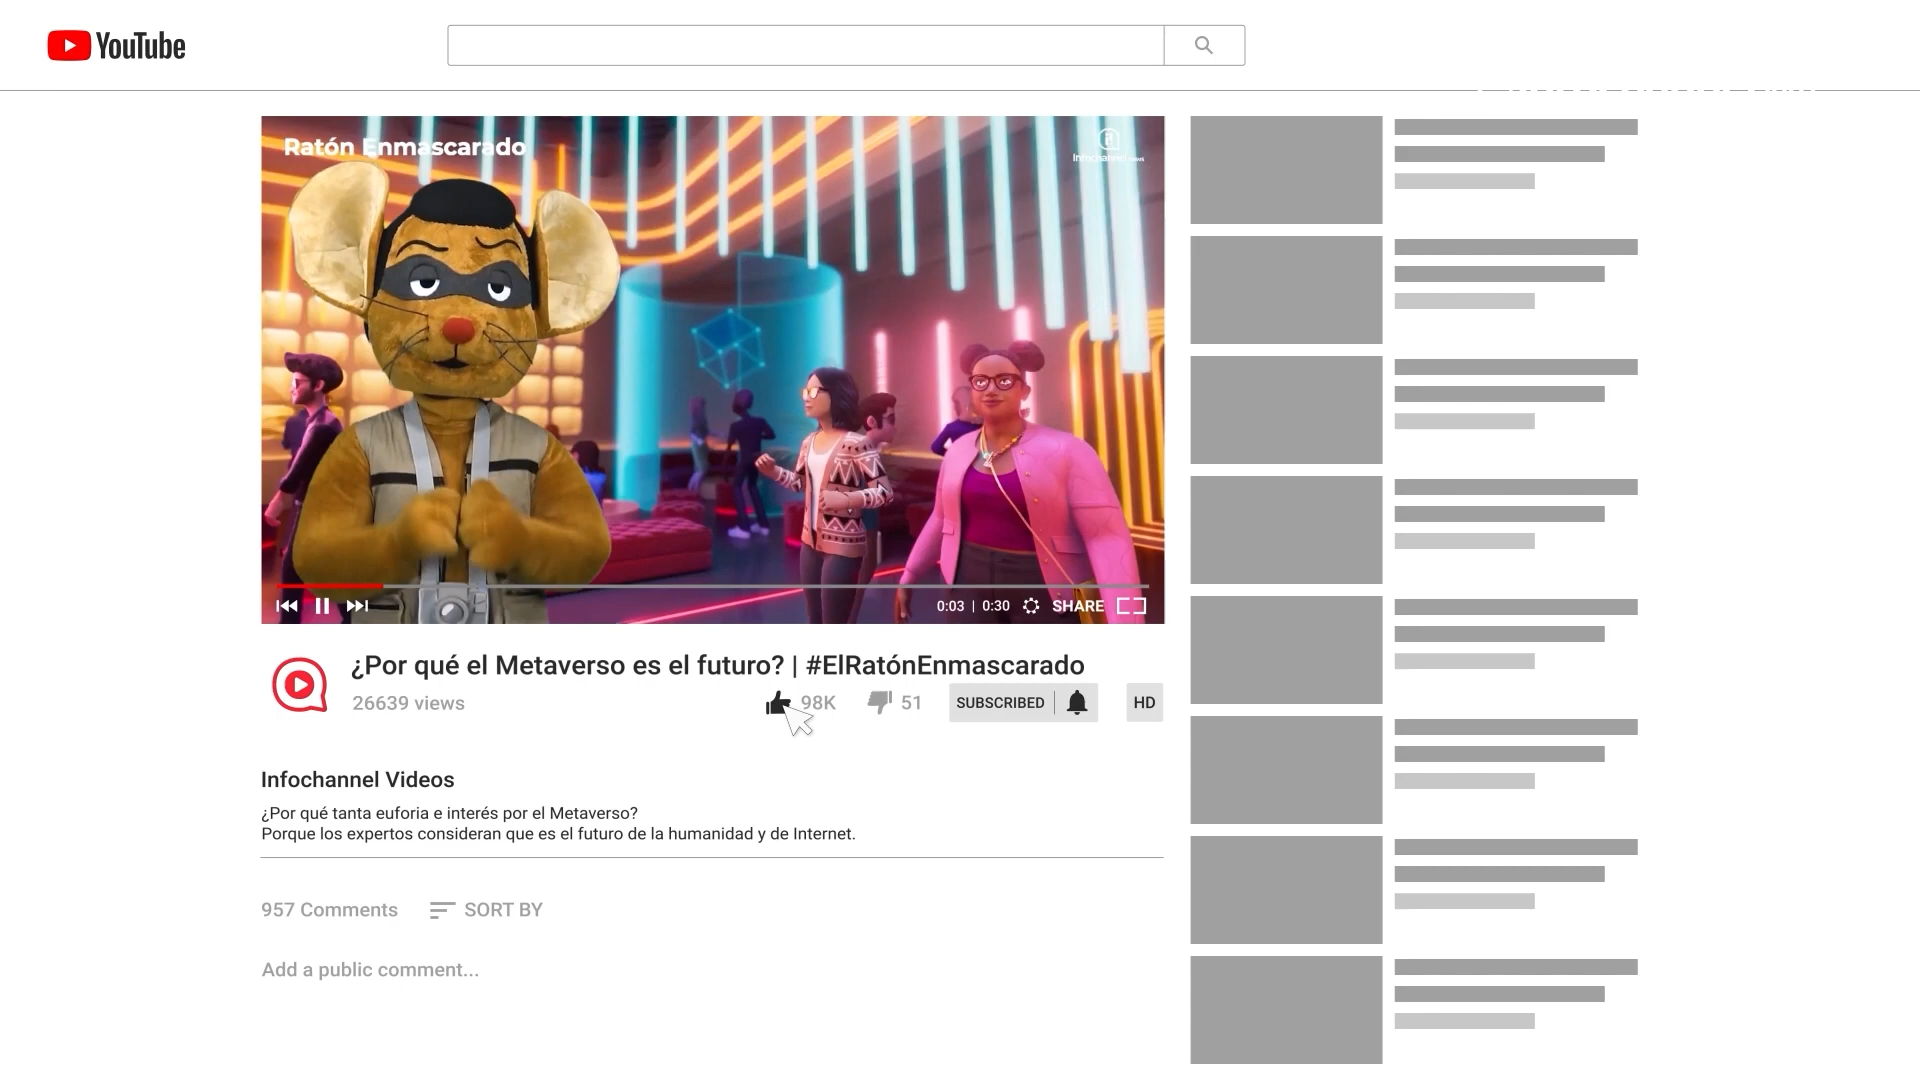 YouTube
Ratón Enmascarado
Infochannel news
0:03 | 0:30
SHARE
¿Por qué el Metaverso es el futuro? | #ElRatónEnmascarado
26639 views
98K
51
SUBSCRIBED
HD
Infochannel Videos
¿Por qué tanta euforia e interés por el Metaverso?
Porque los expertos consideran que es el futuro de la humanidad y de Internet.
957 Comments
SORT BY
Add a public comment...